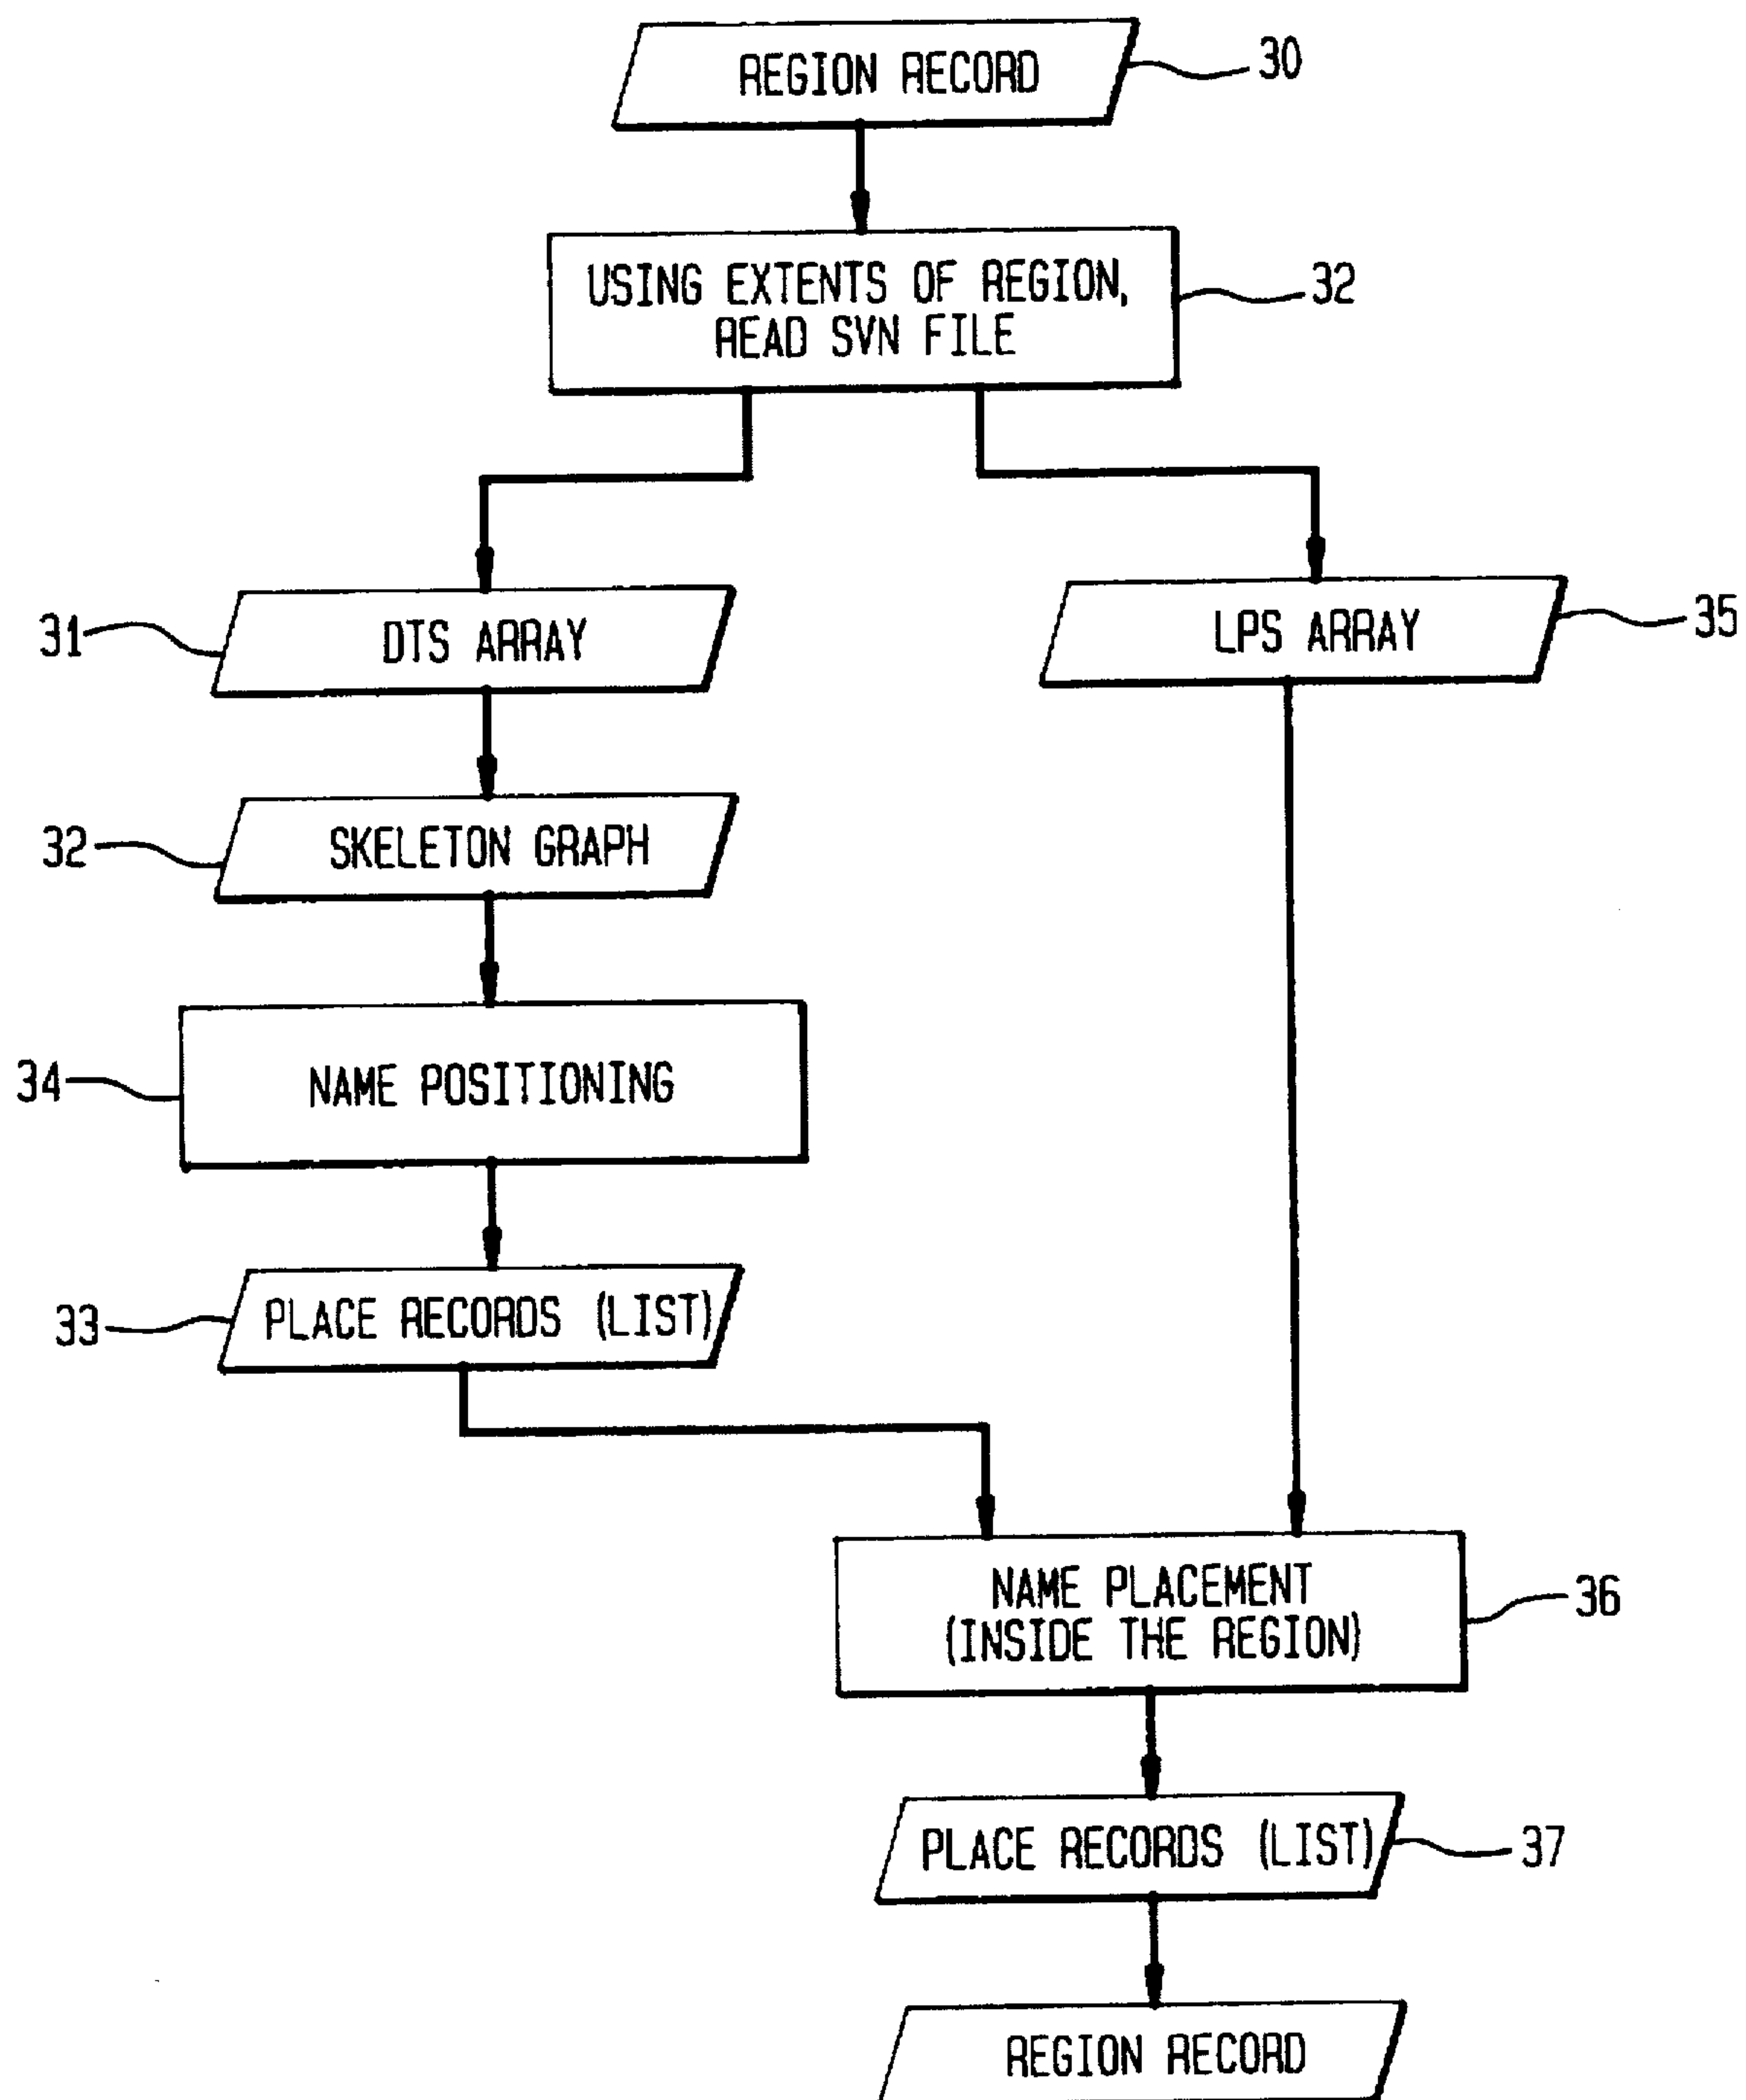 REGION RECORD
30
USING EXTENTS OF REGION,
READ SVN FILE
32
31
DTS ARRAY
LPS ARRAY
35
32
SKELETON GRAPH
34
NAME POSITIONING
33
PLACE RECORDS (LIST)
NAME PLACEMENT
(INSIDE THE REGION)
36
PLACE RECORDS (LIST)
37
REGION RECORD